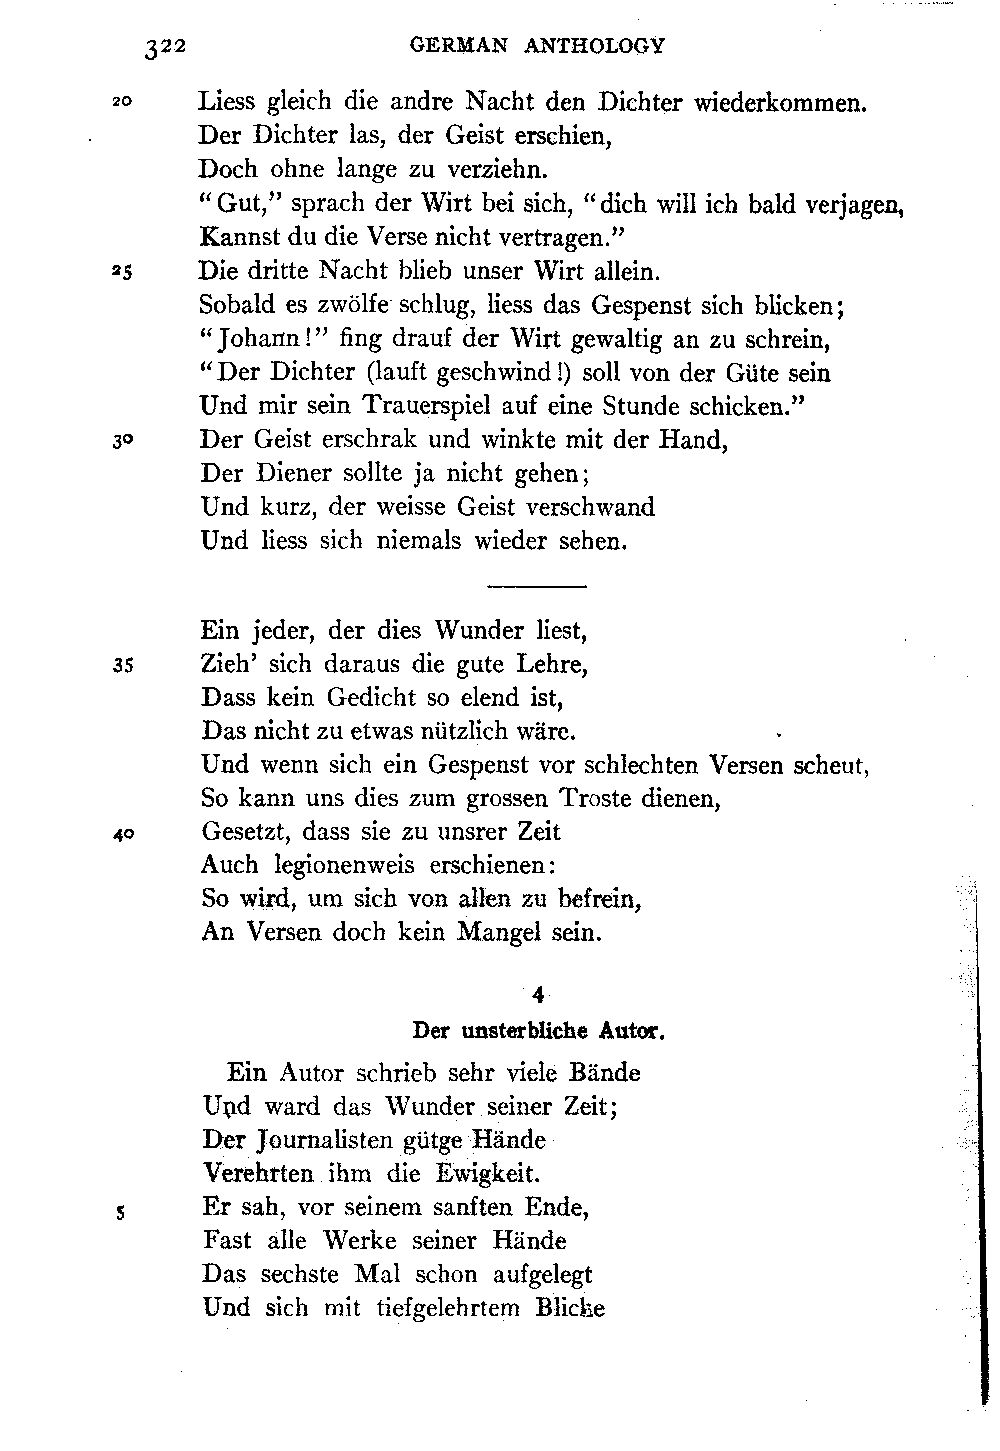 322 GERMAN ANTHOLOGY
20 Liess gleich die andre Nacht den Dichter wiederkommen.
Der Dichter las, der Geist erschien,
Doch ohne lange zu verziehn.
“Gut,” sprach der Wirt bei sich, “dich will ich bald verjagen,
Kannst du die Verse nicht vertragen.”
25 Die dritte Nacht blieb unser Wirt allein.
Sobald es zwölfe schlug, liess das Gespenst sich blicken;
“Johann!” fing drauf der Wirt gewaltig an zu schrein,
“Der Dichter (lauft geschwind!) soll von der Güte sein
Und mir sein Trauerspiel auf eine Stunde schicken.”
30 Der Geist erschrak und winkte mit der Hand,
Der Diener sollte ja nicht gehen;
Und kurz, der weisse Geist verschwand
Und liess sich niemals wieder sehen.
Ein jeder, der dies Wunder liest,
35 Zieh’ sich daraus die gute Lehre,
Dass kein Gedicht so elend ist,
Das nicht zu etwas nützlich wäre.
Und wenn sich ein Gespenst vor schlechten Versen scheut,
So kann uns dies zum grossen Troste dienen,
40 Gesetzt, dass sie zu unsrer Zeit
Auch legionenweis erschienen:
So wird, um sich von allen zu befrein,
An Versen doch kein Mangel sein.
4
Der unsterbliche Autor.
Ein Autor schrieb sehr viele Bände
Und ward das Wunder seiner Zeit;
Der Journalisten gütge Hände
Verehrten ihm die Ewigkeit.
5 Er sah, vor seinem sanften Ende,
Fast alle Werke seiner Hände
Das sechste Mal schon aufgelegt
Und sich mit tiefgelehrtem Blicke